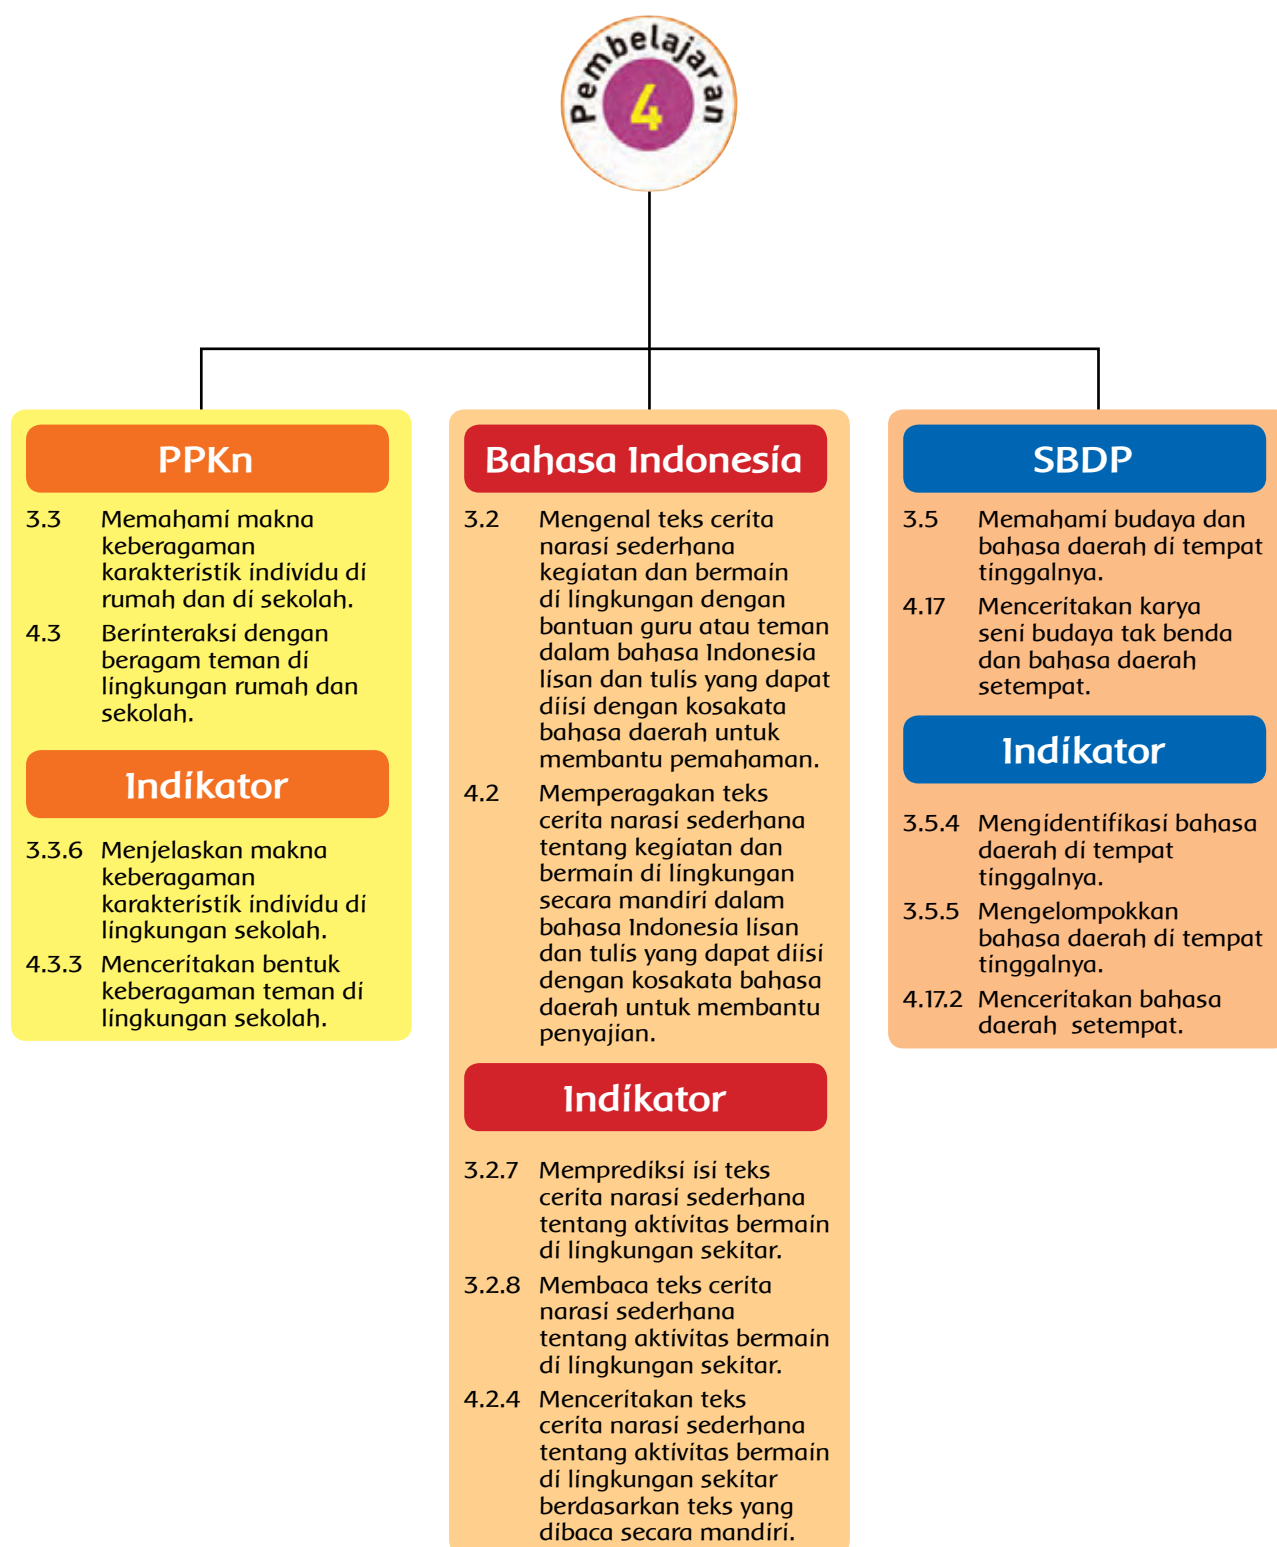 Pembelajaran
4
PPKn
3.3 Memahami makna
keberagaman
karakteristik individu di
rumah dan di sekolah.
4.3 Berinteraksi dengan
beragam teman di
lingkungan rumah dan
sekolah.
Indikator
3.3.6 Menjelaskan makna
keberagaman
karakteristik individu di
lingkungan sekolah.
4.3.3 Menceritakan bentuk
keberagaman teman di
lingkungan sekolah.
Bahasa Indonesia
3.2 Mengenal teks cerita
narasi sederhana
kegiatan dan bermain
di lingkungan dengan
bantuan guru atau teman
dalam bahasa Indonesia
lisan dan tulis yang dapat
diisi dengan kosakata
bahasa daerah untuk
membantu pemahaman.
4.2 Memperagakan teks
cerita narasi sederhana
tentang kegiatan dan
bermain di lingkungan
secara mandiri dalam
bahasa Indonesia lisan
dan tulis yang dapat diisi
dengan kosakata bahasa
daerah untuk membantu
penyajian.
Indikator
3.2.7 Memprediksi isi teks
cerita narasi sederhana
tentang aktivitas bermain
di lingkungan sekitar.
3.2.8 Membaca teks cerita
narasi sederhana
tentang aktivitas bermain
di lingkungan sekitar.
4.2.4 Menceritakan teks
cerita narasi sederhana
tentang aktivitas bermain
di lingkungan sekitar
berdasarkan teks yang
dibaca secara mandiri.
SBDP
3.5 Memahami budaya dan
bahasa daerah di tempat
tinggalnya.
4.17 Menceritakan karya
seni budaya tak benda
dan bahasa daerah
setempat.
Indikator
3.5.4 Mengidentifikasi bahasa
daerah di tempat
tinggalnya.
3.5.5 Mengelompokkan
bahasa daerah di tempat
tinggalnya.
4.17.2 Menceritakan bahasa
daerah setempat.